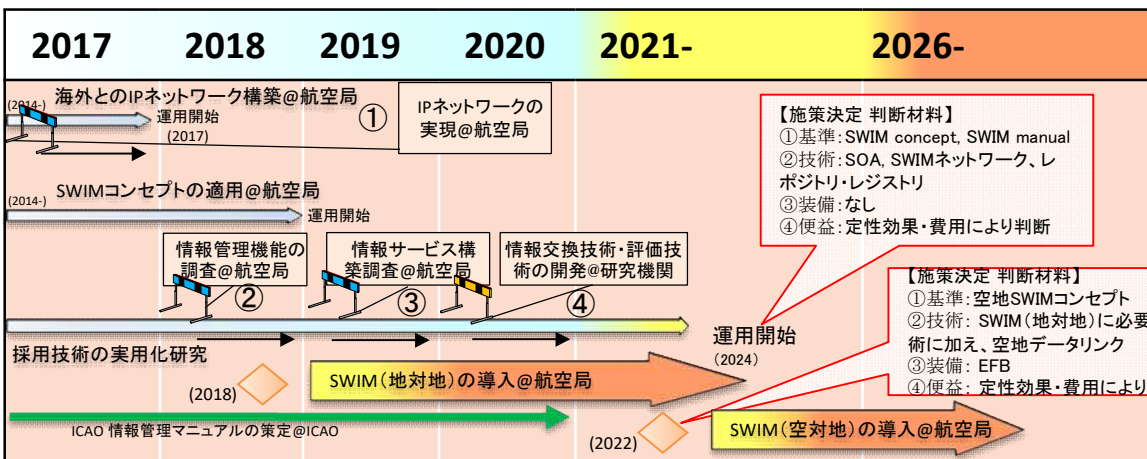 2017
2018
2019
2020
2021-
2026-
海外とのIPネットワーク構築@航空局
(2014-)
運用開始
(2017)
①
IPネットワークの
実現@航空局
SWIMコンセプトの適用@航空局
(2014-)
運用開始
情報管理機能の
調査@航空局
②
情報サービス構
築調査@航空局
③
情報交換技術・評価技
術の開発@研究機関
④
採用技術の実用化研究
運用開始
(2024)
(2018)
SWIM(地対地)の導入@航空局
ICAO 情報管理マニュアルの策定@ICAO
(2022)
SWIM(空対地)の導入@航空局
【施策決定 判断材料】
①基準:SWIM concept, SWIM manual
②技術:SOA, SWIMネットワーク、レ
ポジトリ・レジストリ
③装備:なし
④便益:定性効果・費用により判断
【施策決定 判断材料】
①基準:空地SWIMコンセプト
②技術: SWIM(地対地)に必要
術に加え、空地データリンク
③装備: EFB
④便益: 定性効果・費用により